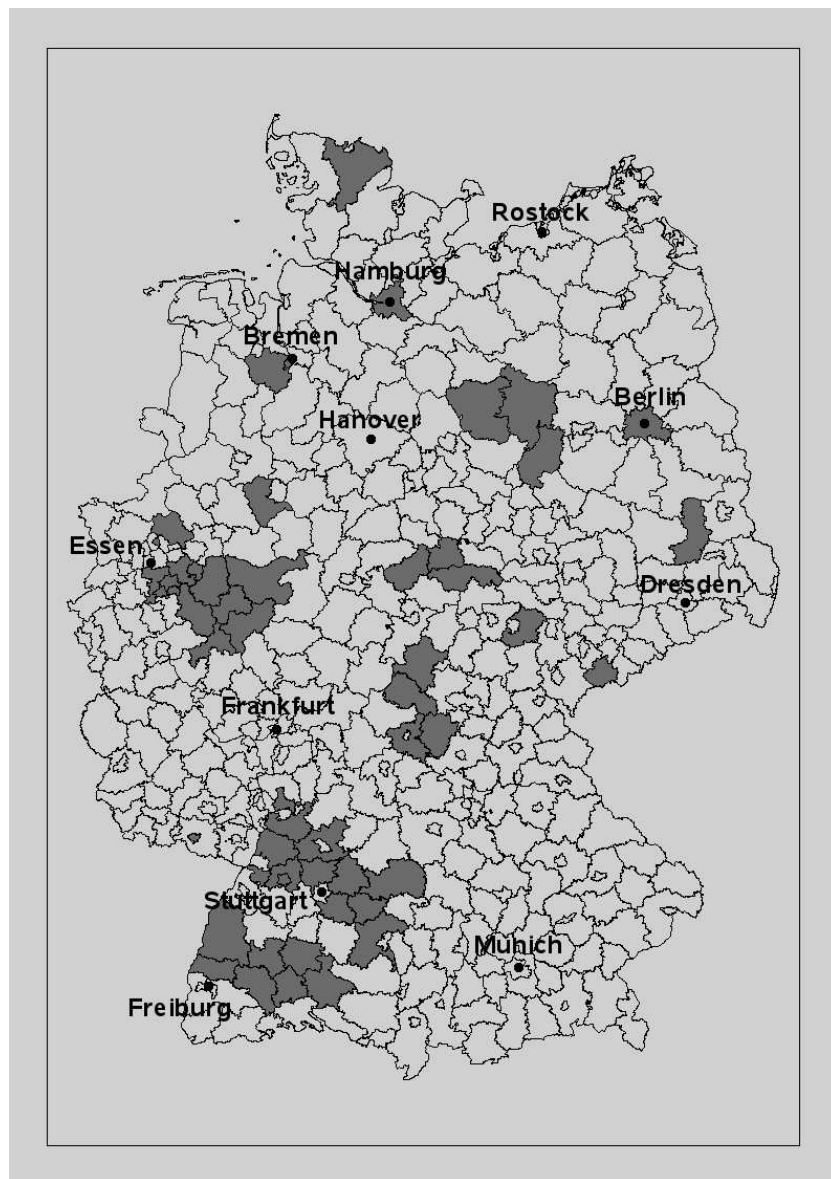 Rostock
Hamburg
Bremen
Berlin
Hanover
Essen
Dresden
Frankfurt
Stuttgart
Munich
Freiburg